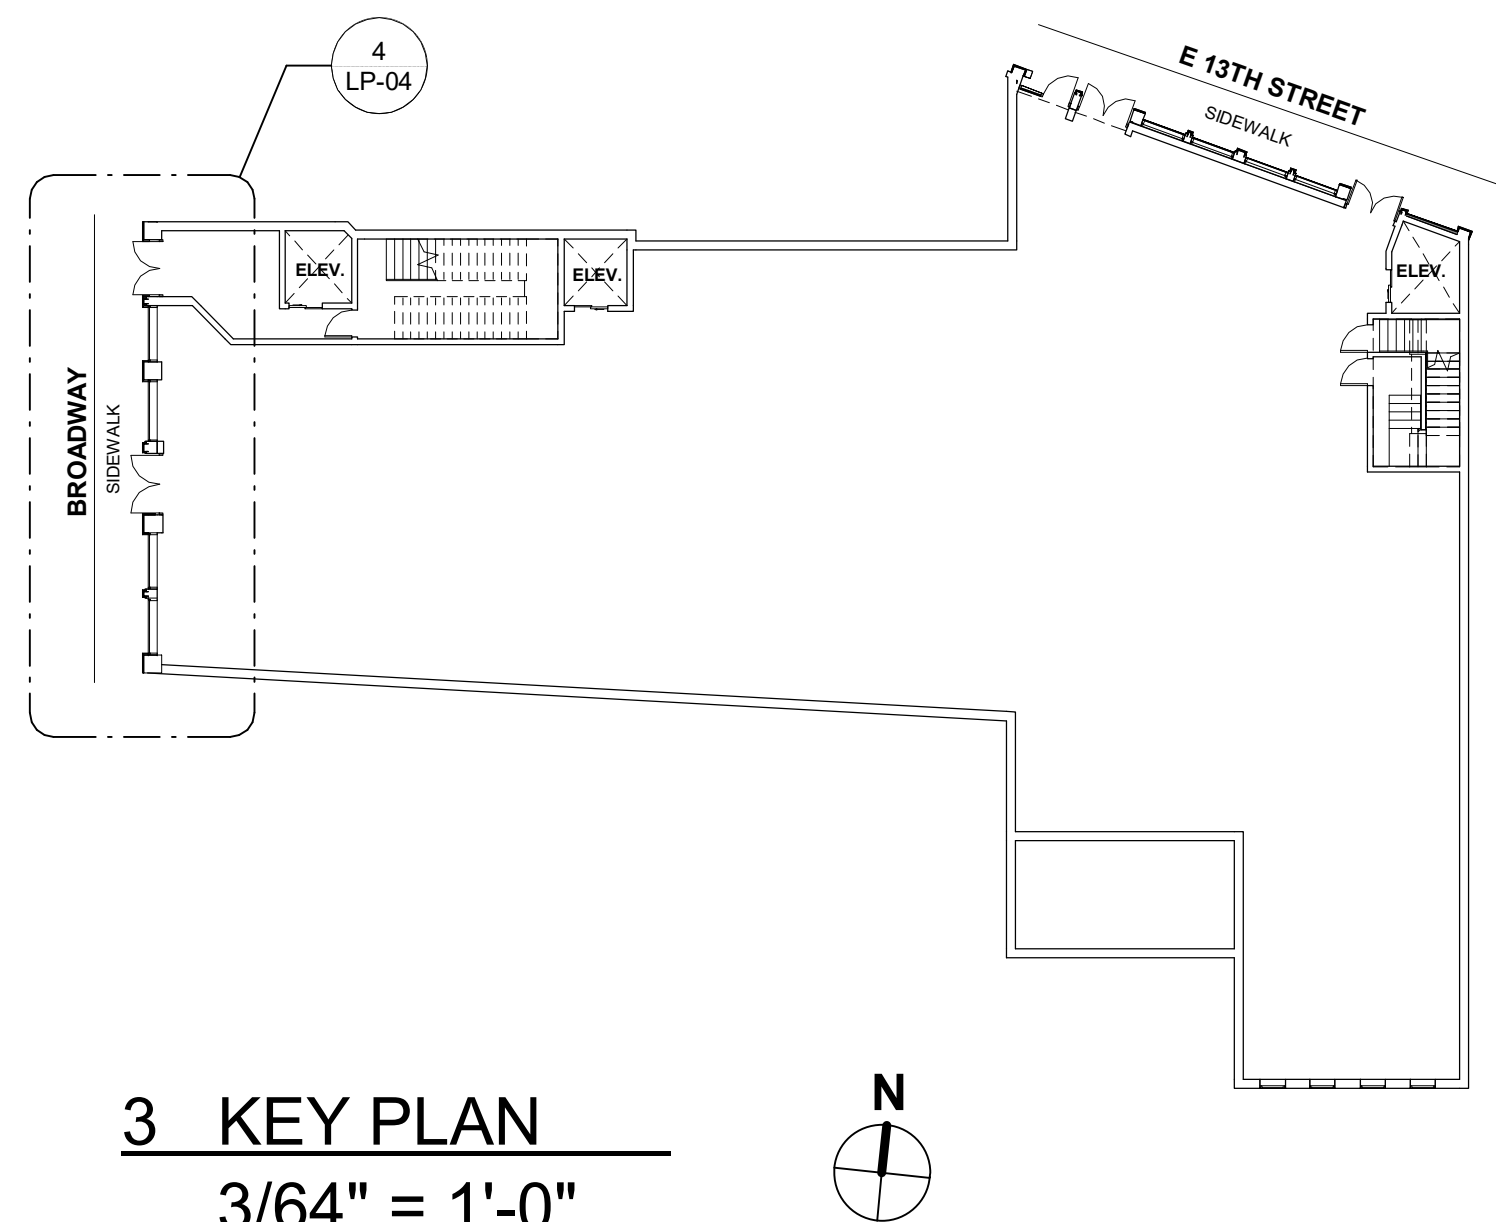 4
LP-04
E 13TH STREET
SIDEWALK
ELEV.
ELEV.
ELEV.
BROADWAY
SIDEWALK
N
3 KEY PLAN
3/64" = 1'-0"